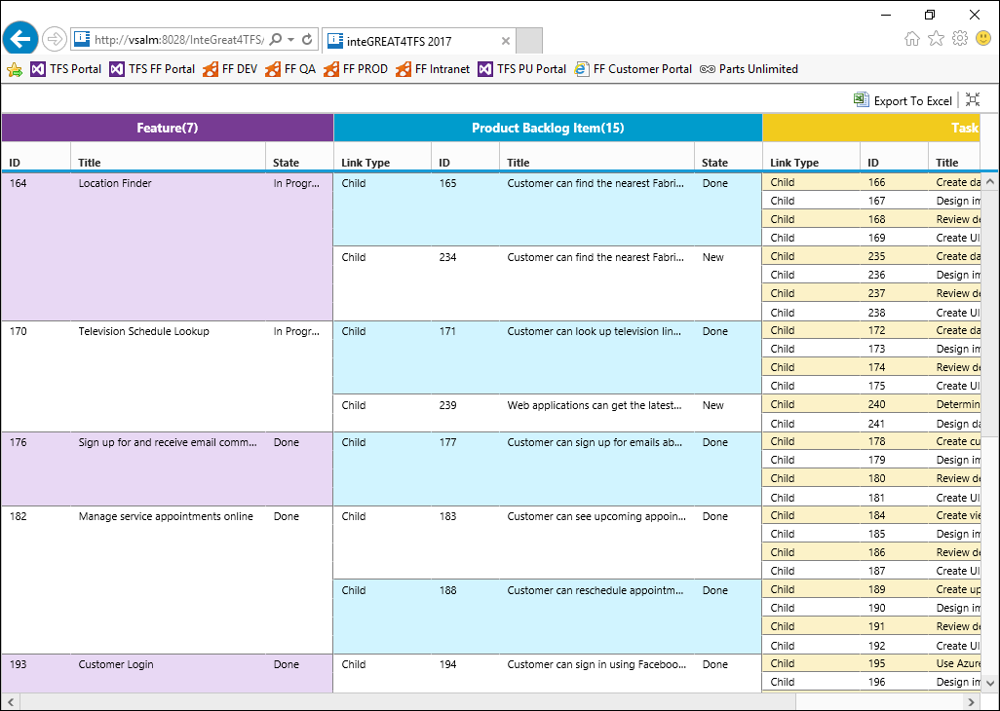 http://vsalm:8028/InteGreat4TFS/
inteGREAT4TFS 2017
TFS Portal TFS FF Portal FF DEV FF QA FF PROD FF Intranet TFS PU Portal FF Customer Portal Parts Unlimited
Export To Excel
Feature(7) Product Backlog Item(15) Task
ID Title State Link Type ID Title State Link Type ID Title
164 Location Finder In Progr... Child 165 Customer can find the nearest Fabri... Done Child 166 Create da
Child 167 Design im
Child 168 Review de
Child 169 Create UI
Child 234 Customer can find the nearest Fabri... New Child 235 Create da
Child 236 Design im
Child 237 Review de
Child 238 Create UI
170 Television Schedule Lookup In Progr... Child 171 Customer can look up television lin... Done Child 172 Create da
Child 173 Design im
Child 174 Review de
Child 175 Create UI
Child 239 Web applications can get the latest... New Child 240 Determin
Child 241 Design da
176 Sign up for and receive email comm... Done Child 177 Customer can sign up for emails ab... Done Child 178 Create cu
Child 179 Design im
Child 180 Review de
Child 181 Create UI
182 Manage service appointments online Done Child 183 Customer can see upcoming appoin... Done Child 184 Create vie
Child 185 Design im
Child 186 Review de
Child 187 Create UI
Child 188 Customer can reschedule appointm... Done Child 189 Create up
Child 190 Design im
Child 191 Review de
Child 192 Create UI
193 Customer Login Done Child 194 Customer can sign in using Faceboo... Done Child 195 Use Azure
Child 196 Design im